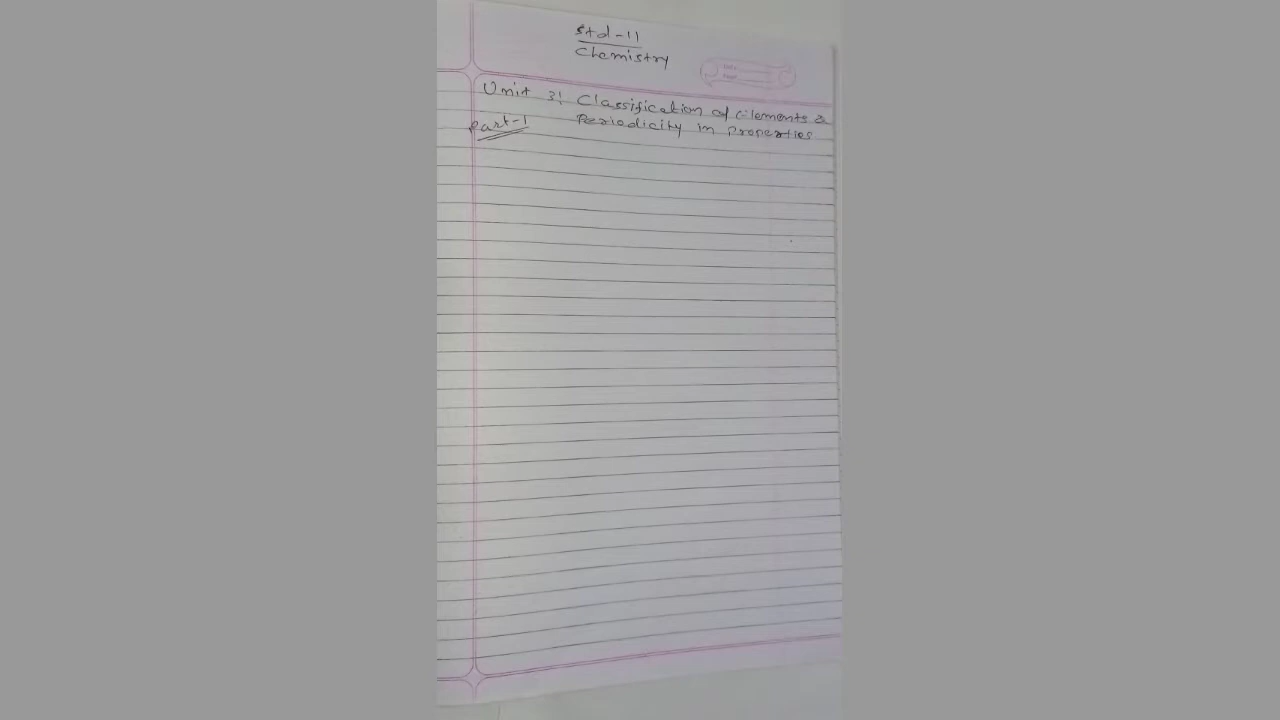 Std-11
Chemistry
Unit 3: Classification of Elements &
Periodicity in Properties
Part-1